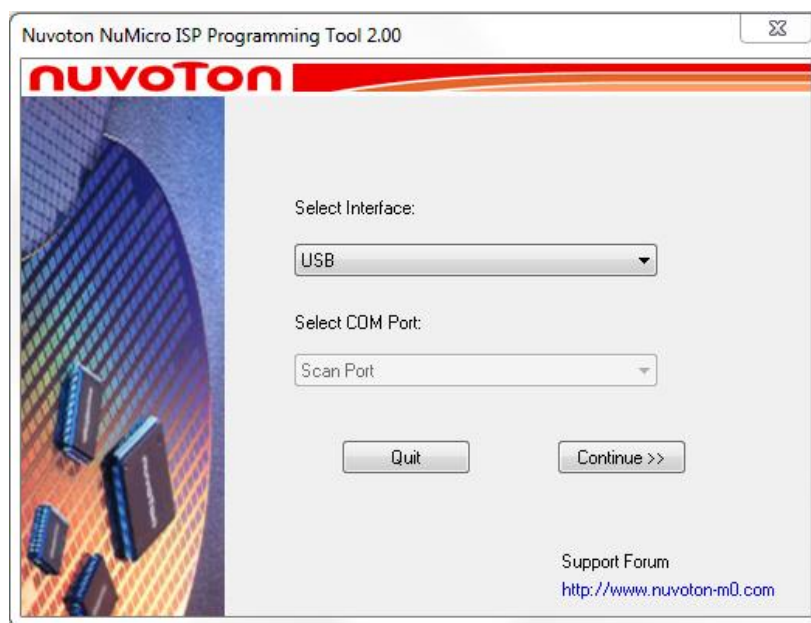 Nuvoton NuMicro ISP Programming Tool 2.00
nuvoTon
Select Interface:
USB
Select COM Port:
Scan Port
Quit
Continue >>
nuvoton
Support Forum
http://www.nuvoton-m0.com